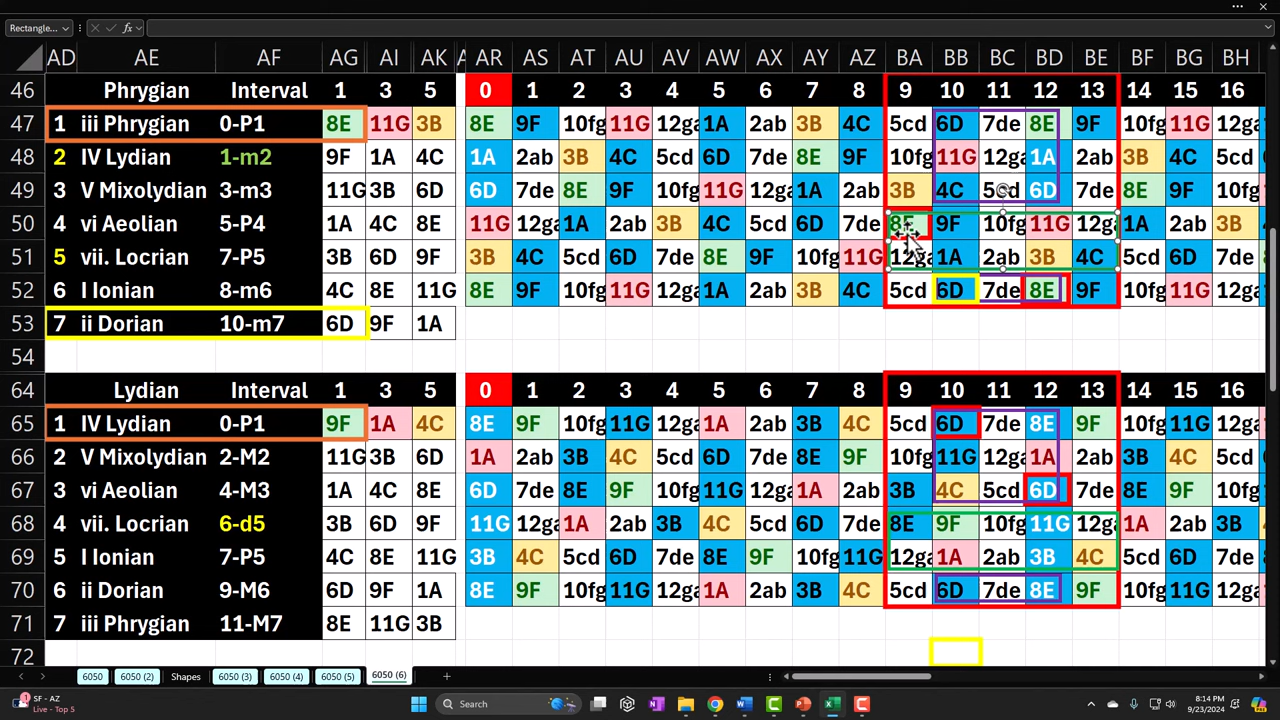 Rectangle...
fx
AD AE AF AG AI AK AR AS AT AU AV AW AX AY AZ BA BB BC BD BE BF BG BH
46 Phrygian Interval 1 3 5 0 1 2 3 4 5 6 7 8 9 10 11 12 13 14 15 16
47 1 iii Phrygian 0-P1 8E 11G 3B 8E 9F 10fg 11G 12ga 1A 2ab 3B 4C 5cd 6D 7de 8E 9F 10fg 11G 12ga
48 2 IV Lydian 1-m2 9F 1A 4C 1A 2ab 3B 4C 5cd 6D 7de 8E 9F 10fg 11G 12ga 1A 2ab 3B 4C 5cd
49 3 V Mixolydian 3-m3 11G 3B 6D 6D 7de 8E 9F 10fg 11G 12ga 1A 2ab 3B 4C 5cd 6D 7de 8E 9F 10fg
50 4 vi Aeolian 5-P4 1A 4C 8E 11G 12ga 1A 2ab 3B 4C 5cd 6D 7de 8E 9F 10fg 11G 12ga 1A 2ab 3B
51 5 vii. Locrian 7-P5 3B 6D 9F 3B 4C 5cd 6D 7de 8E 9F 10fg 11G 12ga 1A 2ab 3B 4C 5cd 6D 7de
52 6 I Ionian 8-m6 4C 8E 11G 8E 9F 10fg 11G 12ga 1A 2ab 3B 4C 5cd 6D 7de 8E 9F 10fg 11G 12ga
53 7 ii Dorian 10-m7 6D 9F 1A
54
64 Lydian Interval 1 3 5 0 1 2 3 4 5 6 7 8 9 10 11 12 13 14 15 16
65 1 IV Lydian 0-P1 9F 1A 4C 8E 9F 10fg 11G 12ga 1A 2ab 3B 4C 5cd 6D 7de 8E 9F 10fg 11G 12ga
66 2 V Mixolydian 2-M2 11G 3B 6D 1A 2ab 3B 4C 5cd 6D 7de 8E 9F 10fg 11G 12ga 1A 2ab 3B 4C 5cd
67 3 vi Aeolian 4-M3 1A 4C 8E 6D 7de 8E 9F 10fg 11G 12ga 1A 2ab 3B 4C 5cd 6D 7de 8E 9F 10fg
68 4 vii. Locrian 6-d5 3B 6D 9F 11G 12ga 1A 2ab 3B 4C 5cd 6D 7de 8E 9F 10fg 11G 12ga 1A 2ab 3B
69 5 I Ionian 7-P5 4C 8E 11G 3B 4C 5cd 6D 7de 8E 9F 10fg 11G 12ga 1A 2ab 3B 4C 5cd 6D 7de
70 6 ii Dorian 9-M6 6D 9F 1A 8E 9F 10fg 11G 12ga 1A 2ab 3B 4C 5cd 6D 7de 8E 9F 10fg 11G 12ga
71 7 iii Phrygian 11-M7 8E 11G 3B
72
6050 6050 (2) Shapes 6050 (3) 6050 (4) 6050 (5) 6050 (6)
SF - AZ
Live - Top 5
Search
8:14 PM
9/23/2024